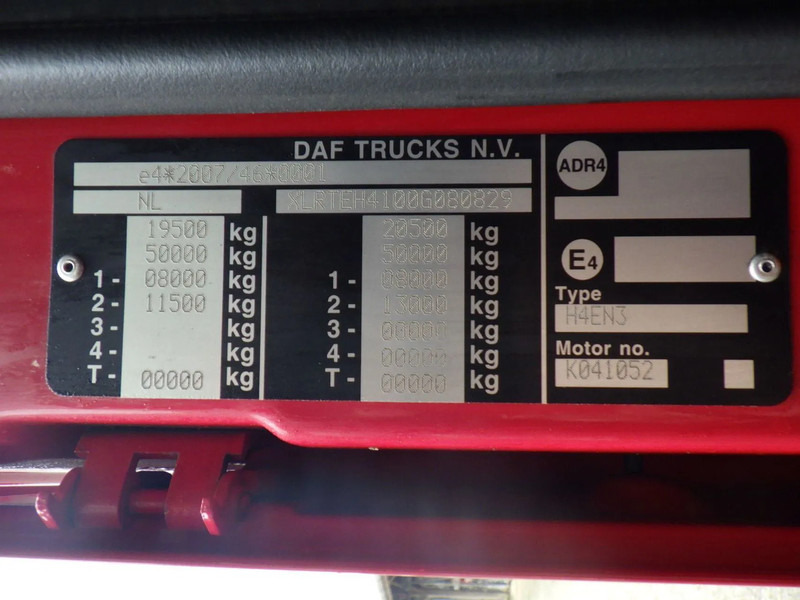 DAF TRUCKS N.V.
e4*2007/46*0001
NL XLRTEH4100G080829
19500 kg 20500 kg
50000 kg 50000 kg
1- 08000 kg 1- 08000 kg
2- 11500 kg 2- 13000 kg
3- kg 3- 00000 kg
4- kg 4- 00000 kg
T- 00000 kg T- 00000 kg
ADR4
E4
Type
H4EN3
Motor no.
K041052